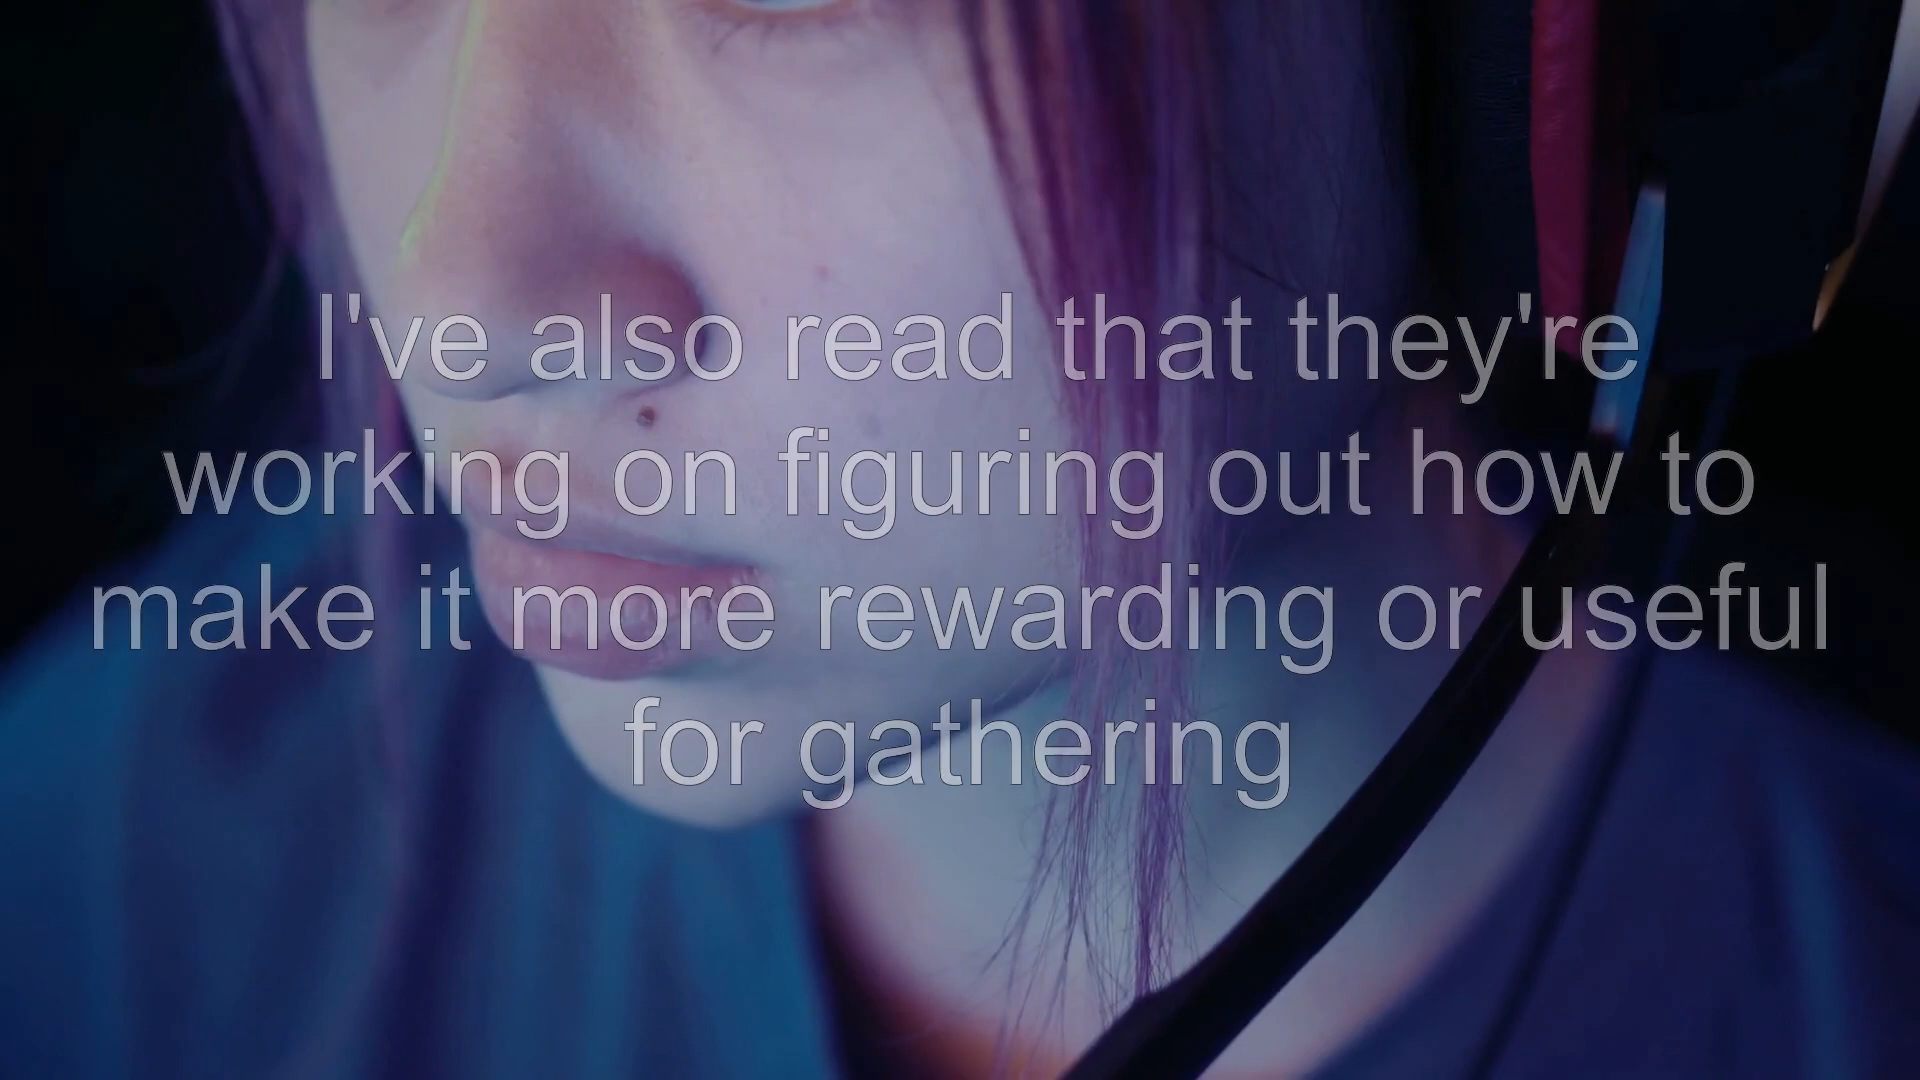 I've also read that they're
working on figuring out how to
make it more rewarding or useful
for gathering